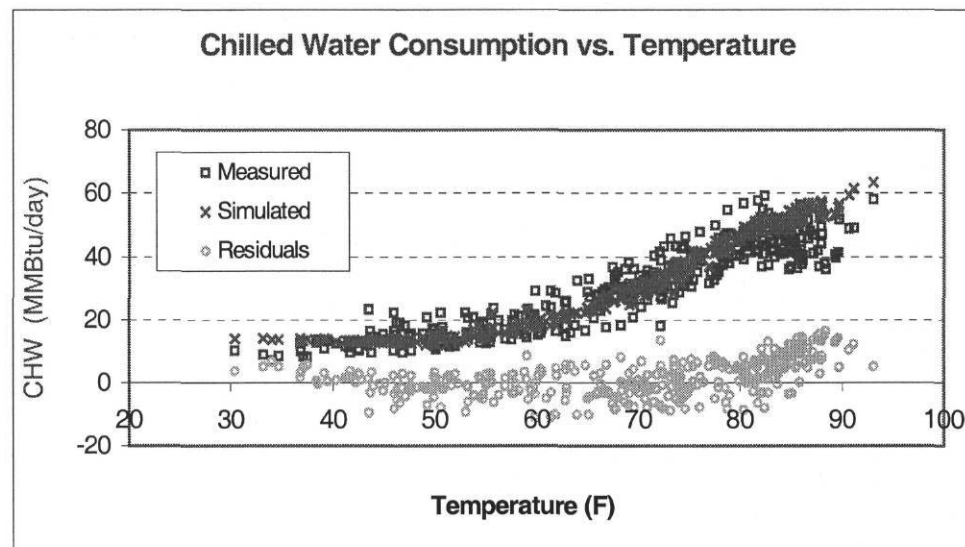 Chilled Water Consumption vs. Temperature
CHW (MMBtu/day)
80
60
40
20
0
-20
Measured
Simulated
Residuals
20 30 40 50 60 70 80 90 100
Temperature (F)